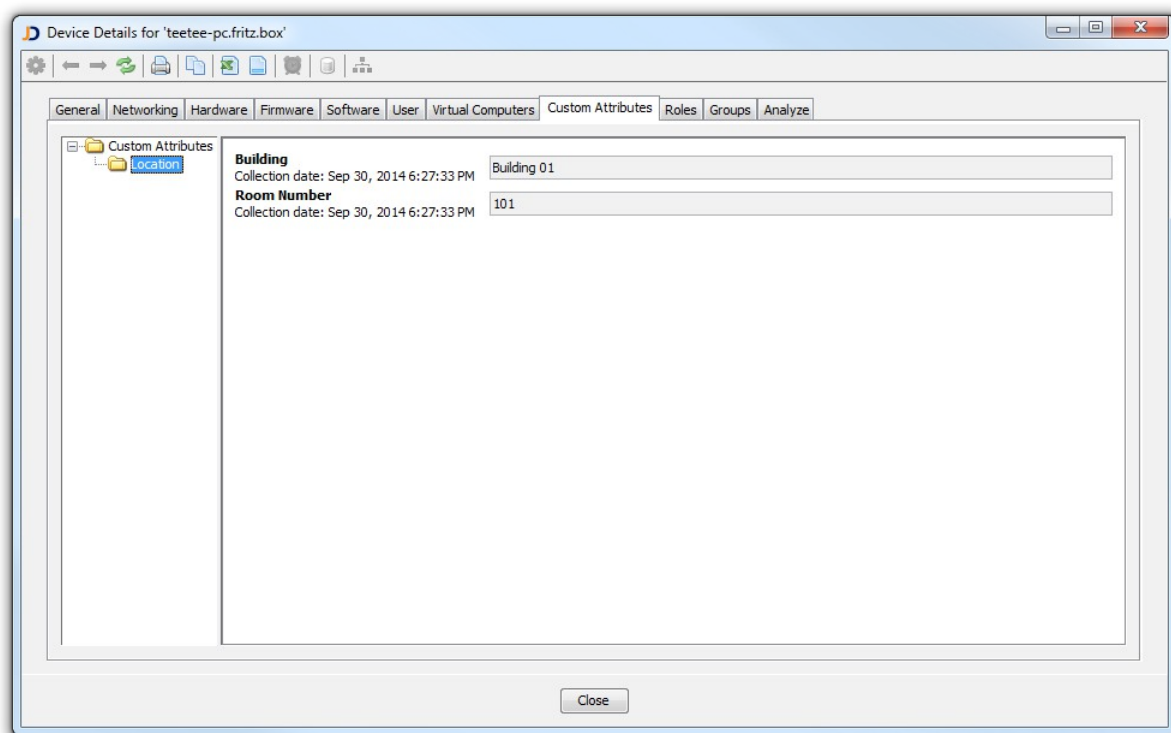 Device Details for 'teetee-pc.fritz.box'
General Networking Hardware Firmware Software User Virtual Computers Custom Attributes Roles Groups Analyze
Custom Attributes
Location
Building
Collection date: Sep 30, 2014 6:27:33 PM
Building 01
Room Number
Collection date: Sep 30, 2014 6:27:33 PM
101
Close